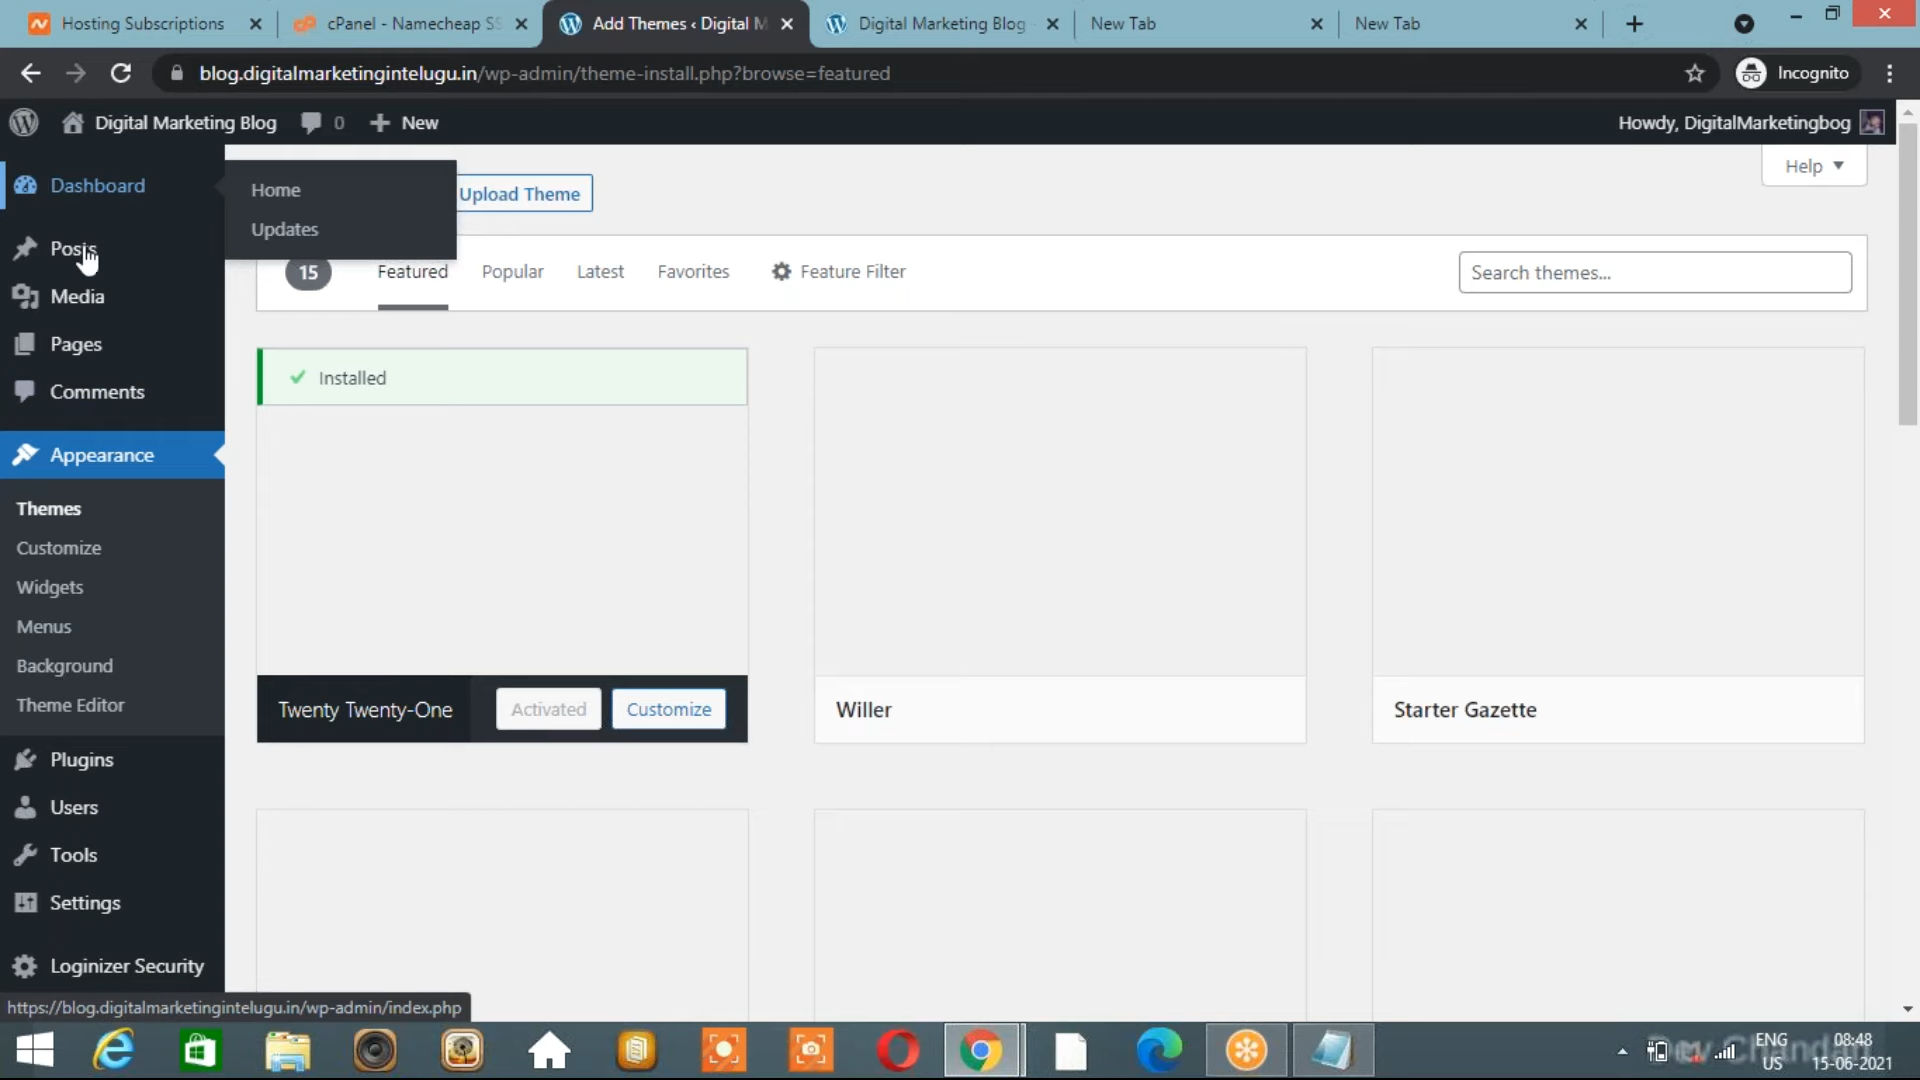 Hosting Subscriptions
cPanel - Namecheap SS
Add Themes ‹ Digital M
Digital Marketing Blog
New Tab
New Tab
blog.digitalmarketingintelugu.in/wp-admin/theme-install.php?browse=featured
Incognito
Digital Marketing Blog
0
New
Howdy, DigitalMarketingbog
Dashboard
Home
Updates
Upload Theme
Help
Posts
15
Featured
Popular
Latest
Favorites
Feature Filter
Search themes...
Media
Pages
Comments
Installed
Appearance
Themes
Customize
Widgets
Menus
Background
Theme Editor
Twenty Twenty-One
Activated
Customize
Willer
Starter Gazette
Plugins
Users
Tools
Settings
Loginizer Security
https://blog.digitalmarketingintelugu.in/wp-admin/index.php
ENG
US
08:48
15-06-2021